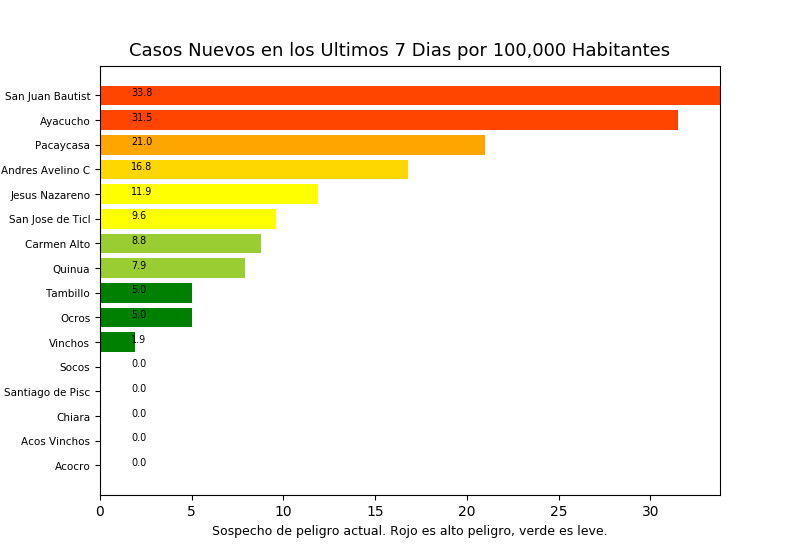 Casos Nuevos en los Ultimos 7 Dias por 100,000 Habitantes
San Juan Bautist 33.8
Ayacucho 31.5
Pacaycasa 21.0
Andres Avelino C 16.8
Jesus Nazareno 11.9
San Jose de Ticl 9.6
Carmen Alto 8.8
Quinua 7.9
Tambillo 5.0
Ocros 5.0
Vinchos 1.9
Socos 0.0
Santiago de Pisc 0.0
Chiara 0.0
Acos Vinchos 0.0
Acocro 0.0
0 5 10 15 20 25 30
Sospecho de peligro actual. Rojo es alto peligro, verde es leve.